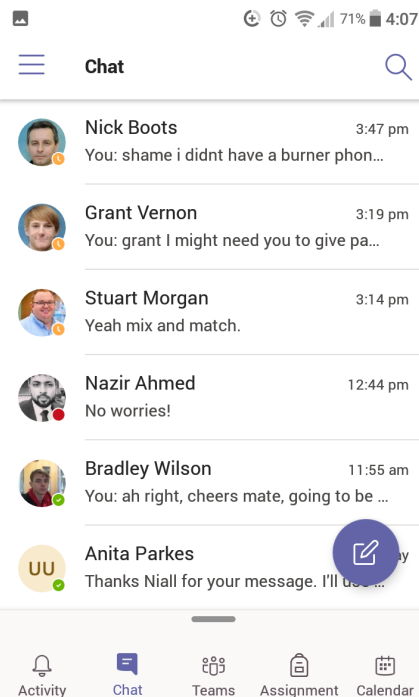 71% 4:07
Chat
Nick Boots 3:47 pm
You: shame i didnt have a burner phon...
Grant Vernon 3:19 pm
You: grant I might need you to give pa...
Stuart Morgan 3:14 pm
Yeah mix and match.
Nazir Ahmed 12:44 pm
No worries!
Bradley Wilson 11:55 am
You: ah right, cheers mate, going to be ...
UU
Anita Parkes
Thanks Niall for your message. I'll
Activity Chat Teams Assignment Calendar